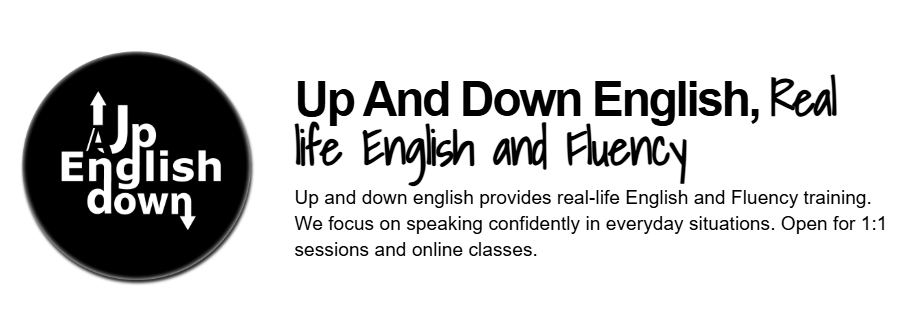 Up
A
English
down
Up And Down English, Real
life English and Fluency
Up and down english provides real-life English and Fluency training.
We focus on speaking confidently in everyday situations. Open for 1:1
sessions and online classes.